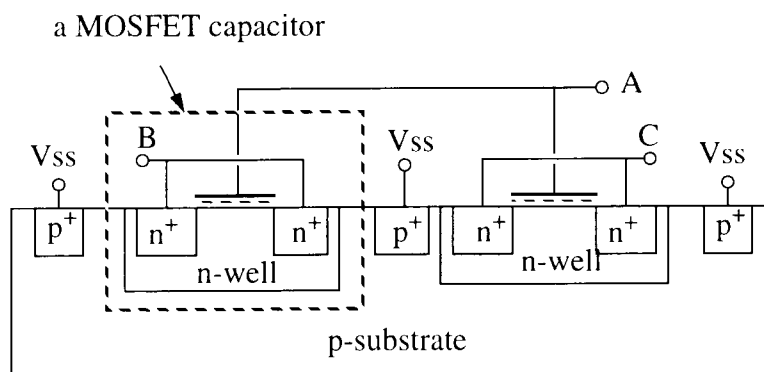 a MOSFET capacitor
A
B
C
Vss
Vss
Vss
p+
n+
n+
p+
n+
n+
p+
n-well
n-well
p-substrate